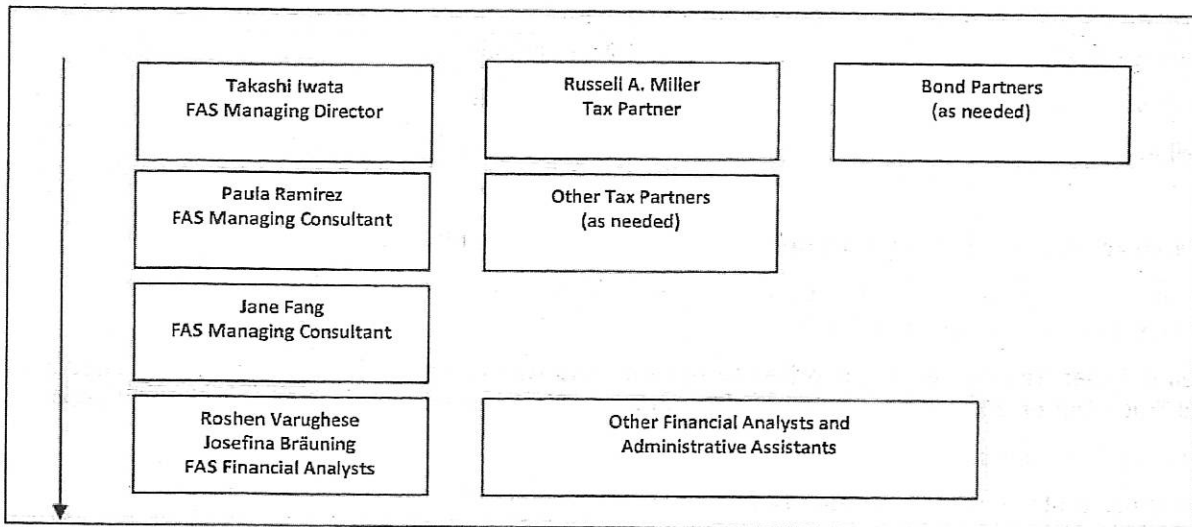 Takashi Iwata
FAS Managing Director
Russell A. Miller
Tax Partner
Bond Partners
(as needed)
Paula Ramirez
FAS Managing Consultant
Other Tax Partners
(as needed)
Jane Fang
FAS Managing Consultant
Roshen Varughese
Josefina Bräuning
FAS Financial Analysts
Other Financial Analysts and
Administrative Assistants